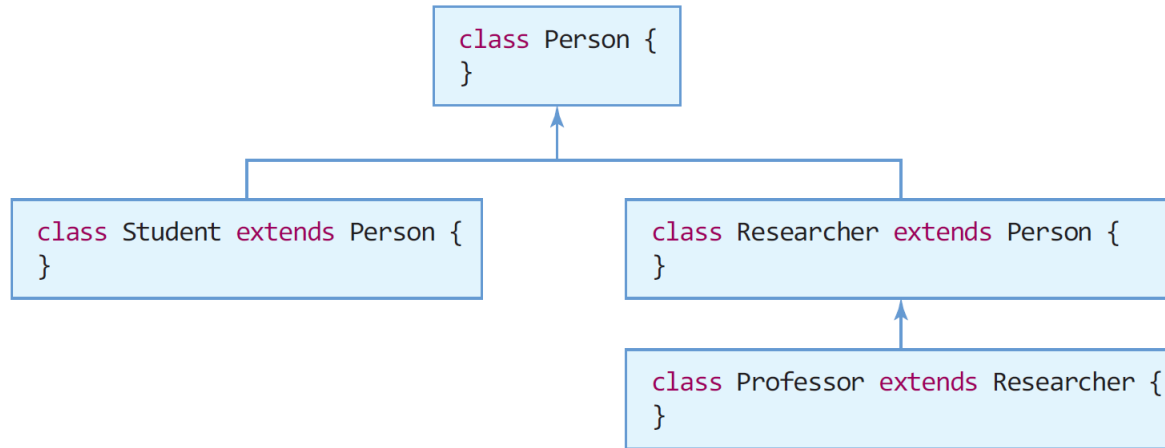 class Person {
}
class Student extends Person {
}
class Researcher extends Person {
}
class Professor extends Researcher {
}